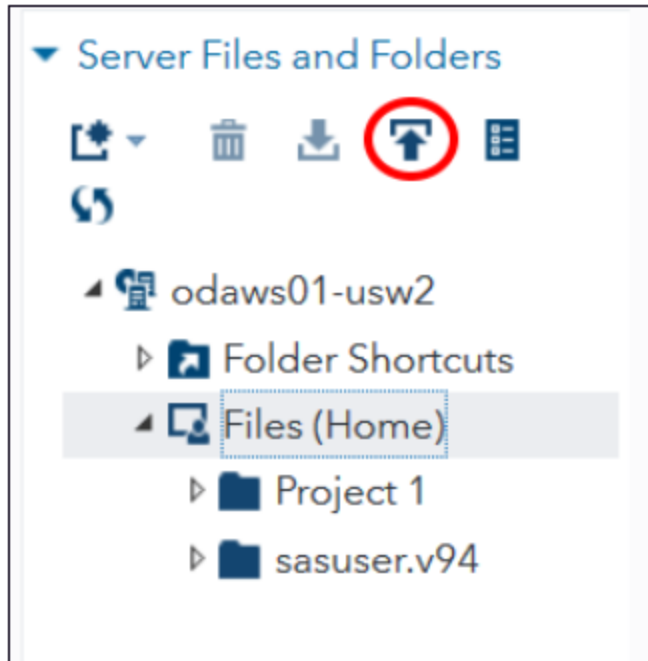 Server Files and Folders
odaws01-usw2
Folder Shortcuts
Files (Home)
Project 1
sasuser.v94